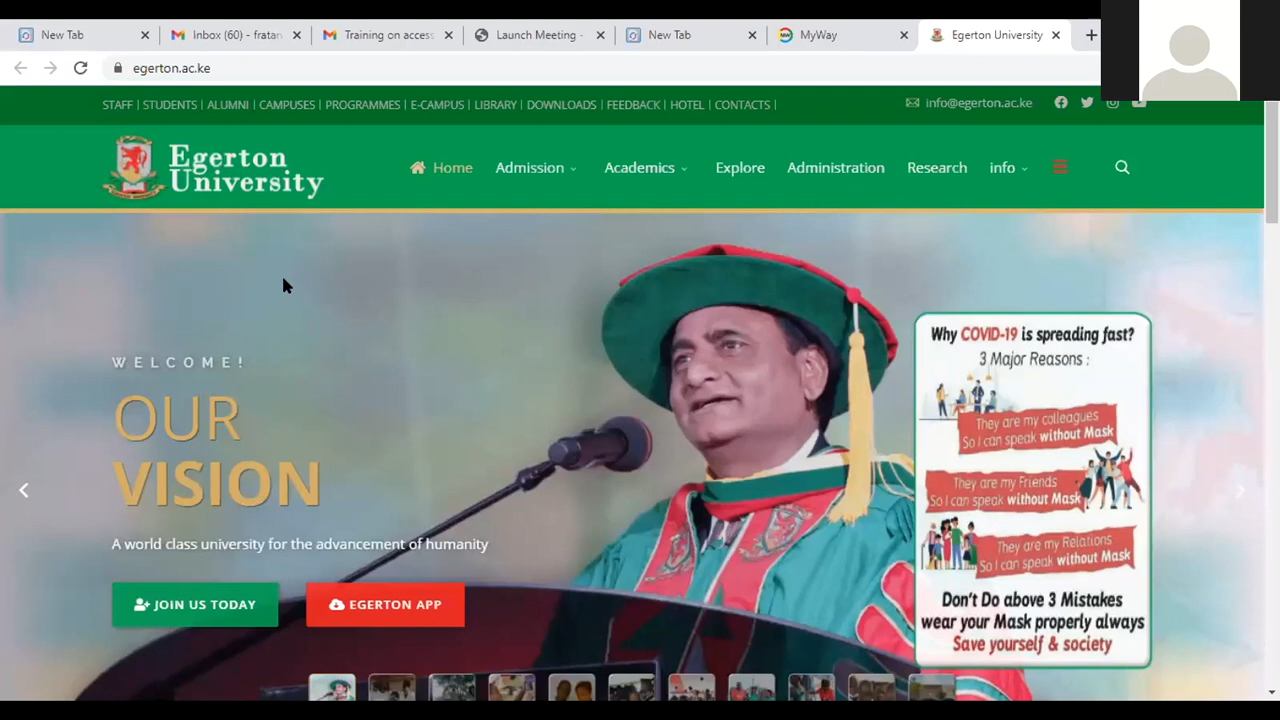 New Tab
Inbox (60) - fratan
Training on access
Launch Meeting -
New Tab
MyWay
Egerton University
egerton.ac.ke
STAFF | STUDENTS | ALUMNI | CAMPUSES | PROGRAMMES | E-CAMPUS | LIBRARY | DOWNLOADS | FEEDBACK | HOTEL | CONTACTS |
info@egerton.ac.ke
Egerton
University
Home
Admission
Academics
Explore
Administration
Research
info
WELCOME!
OUR
VISION
A world class university for the advancement of humanity
JOIN US TODAY
EGERTON APP
Why COVID-19 is spreading fast?
3 Major Reasons :
They are my colleagues
So I can speak without Mask
They are my Friends
So I can speak without Mask
They are my Relations
So I can speak without Mask
Don't Do above 3 Mistakes
wear your Mask properly always
Save yourself & society